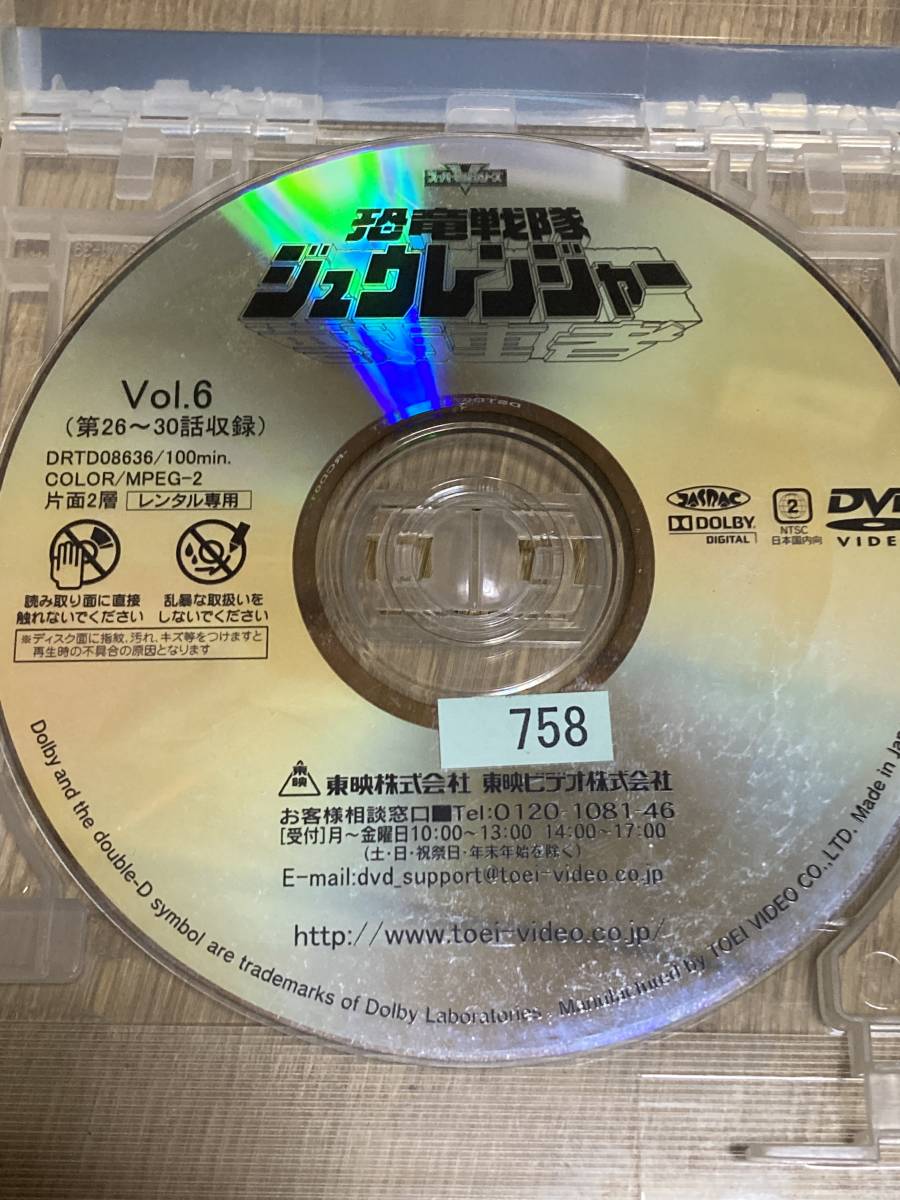 スーパー戦隊シリーズ
恐竜戦隊
ジュウレンジャー
Vol.6
(第26～30話収録)
DRTD08636/100min.
COLOR/MPEG-2
片面2層 レンタル専用
読み取り面に直接
触れないでください
乱暴な取扱いを
しないでください
※ディスク面に指紋、汚れ、キズ等をつけますと
再生時の不具合の原因となります
JASRAC
DOLBY
DIGITAL
2
NTSC
日本国内向
DVD
VIDEO
758
東映 東映株式会社 東映ビデオ株式会社
お客様相談窓口■Tel:0120-1081-46
[受付]月～金曜日10:00～13:00 14:00～17:00
(土・日・祝祭日・年末年始を除く)
E-mail:dvd_support@toei-video.co.jp
http://www.toei-video.co.jp/
Dolby and the double-D symbol are trademarks of Dolby Laboratories. Manufactured by TOEI VIDEO CO.,LTD. Made in Japan